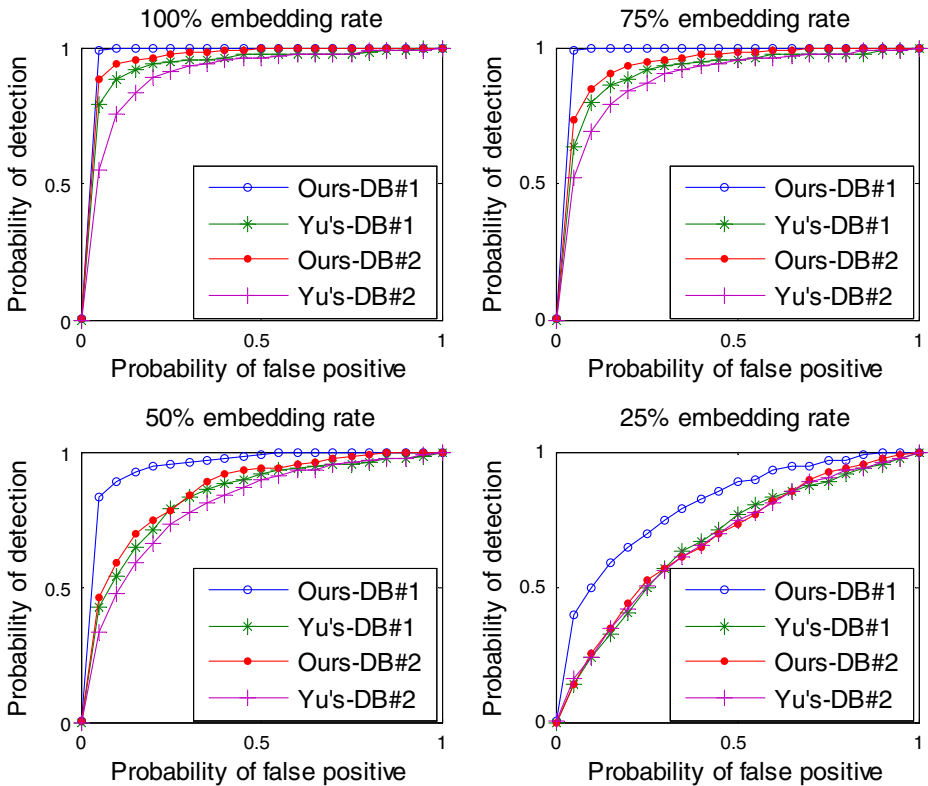 100% embedding rate
Probability of detection
1
0.5
0
0
0.5
1
Probability of false positive
Ours-DB#1
Yu's-DB#1
Ours-DB#2
Yu's-DB#2
75% embedding rate
Probability of detection
1
0.5
0
0
0.5
1
Probability of false positive
Ours-DB#1
Yu's-DB#1
Ours-DB#2
Yu's-DB#2
50% embedding rate
Probability of detection
1
0.5
0
0
0.5
1
Probability of false positive
Ours-DB#1
Yu's-DB#1
Ours-DB#2
Yu's-DB#2
25% embedding rate
Probability of detection
1
0.5
0
0
0.5
1
Probability of false positive
Ours-DB#1
Yu's-DB#1
Ours-DB#2
Yu's-DB#2